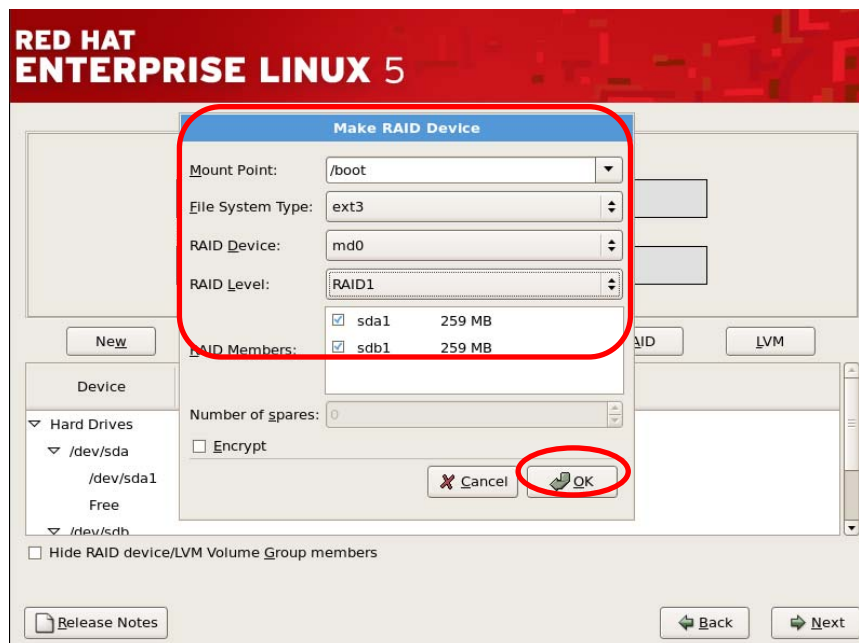 RED HAT
ENTERPRISE LINUX 5
Make RAID Device
Mount Point: /boot
File System Type: ext3
RAID Device: md0
RAID Level: RAID1
RAID Members:
sda1 259 MB
sdb1 259 MB
Number of spares: 0
Encrypt
Cancel OK
New AID LVM
Device
Hard Drives
/dev/sda
/dev/sda1
Free
/dev/sdb
Hide RAID device/LVM Volume Group members
Release Notes Back Next